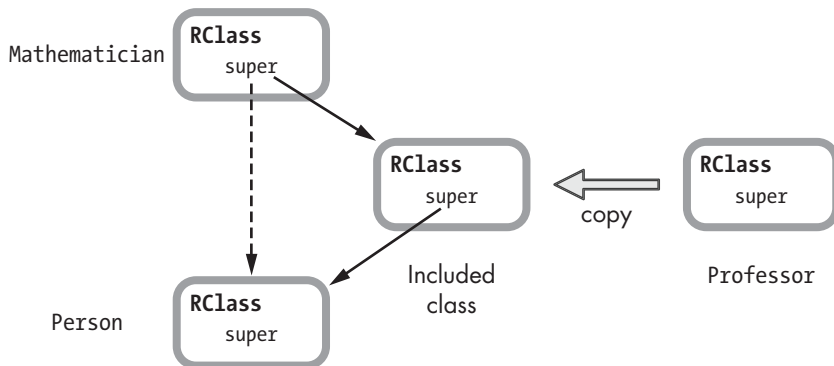 Mathematician
RClass
super
RClass
super
copy
RClass
super
Included
class
Professor
Person
RClass
super